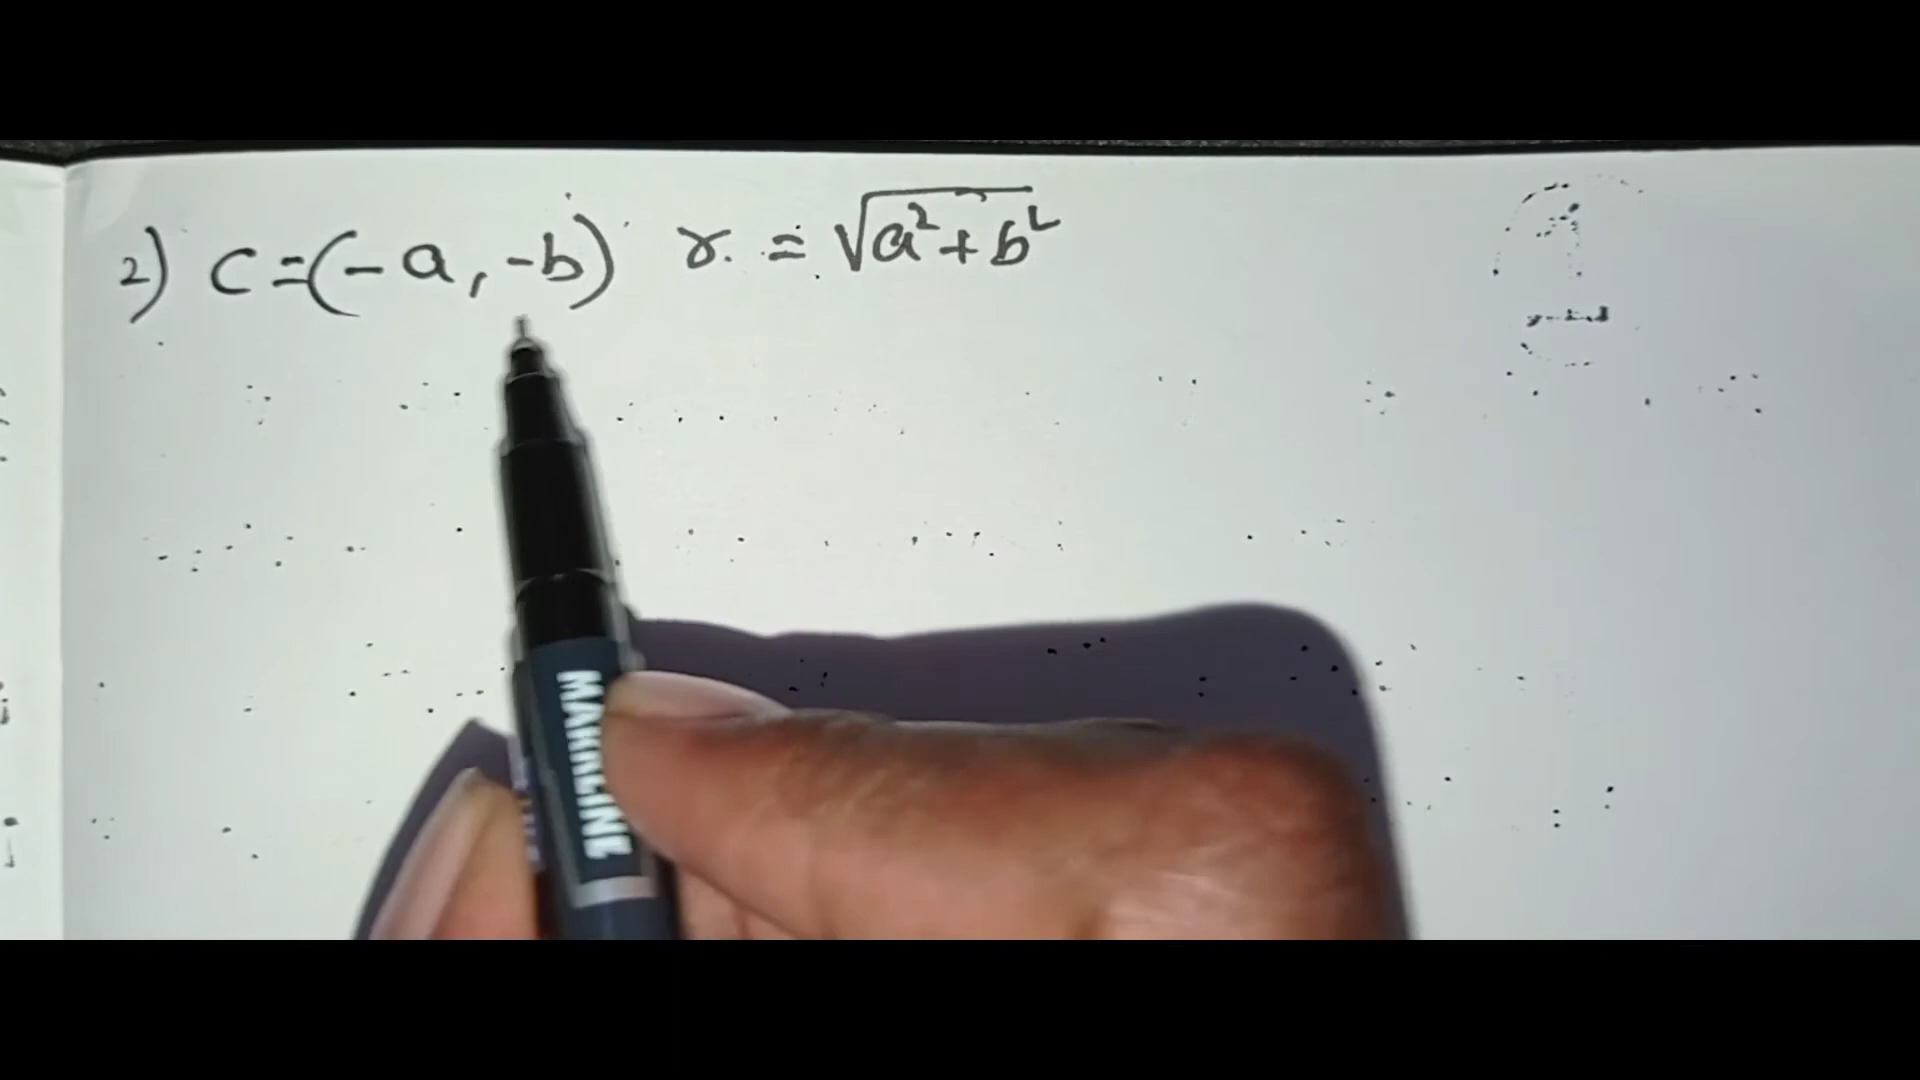 2) C=(-a, -b) r. = √a²+b²
MARKLINE